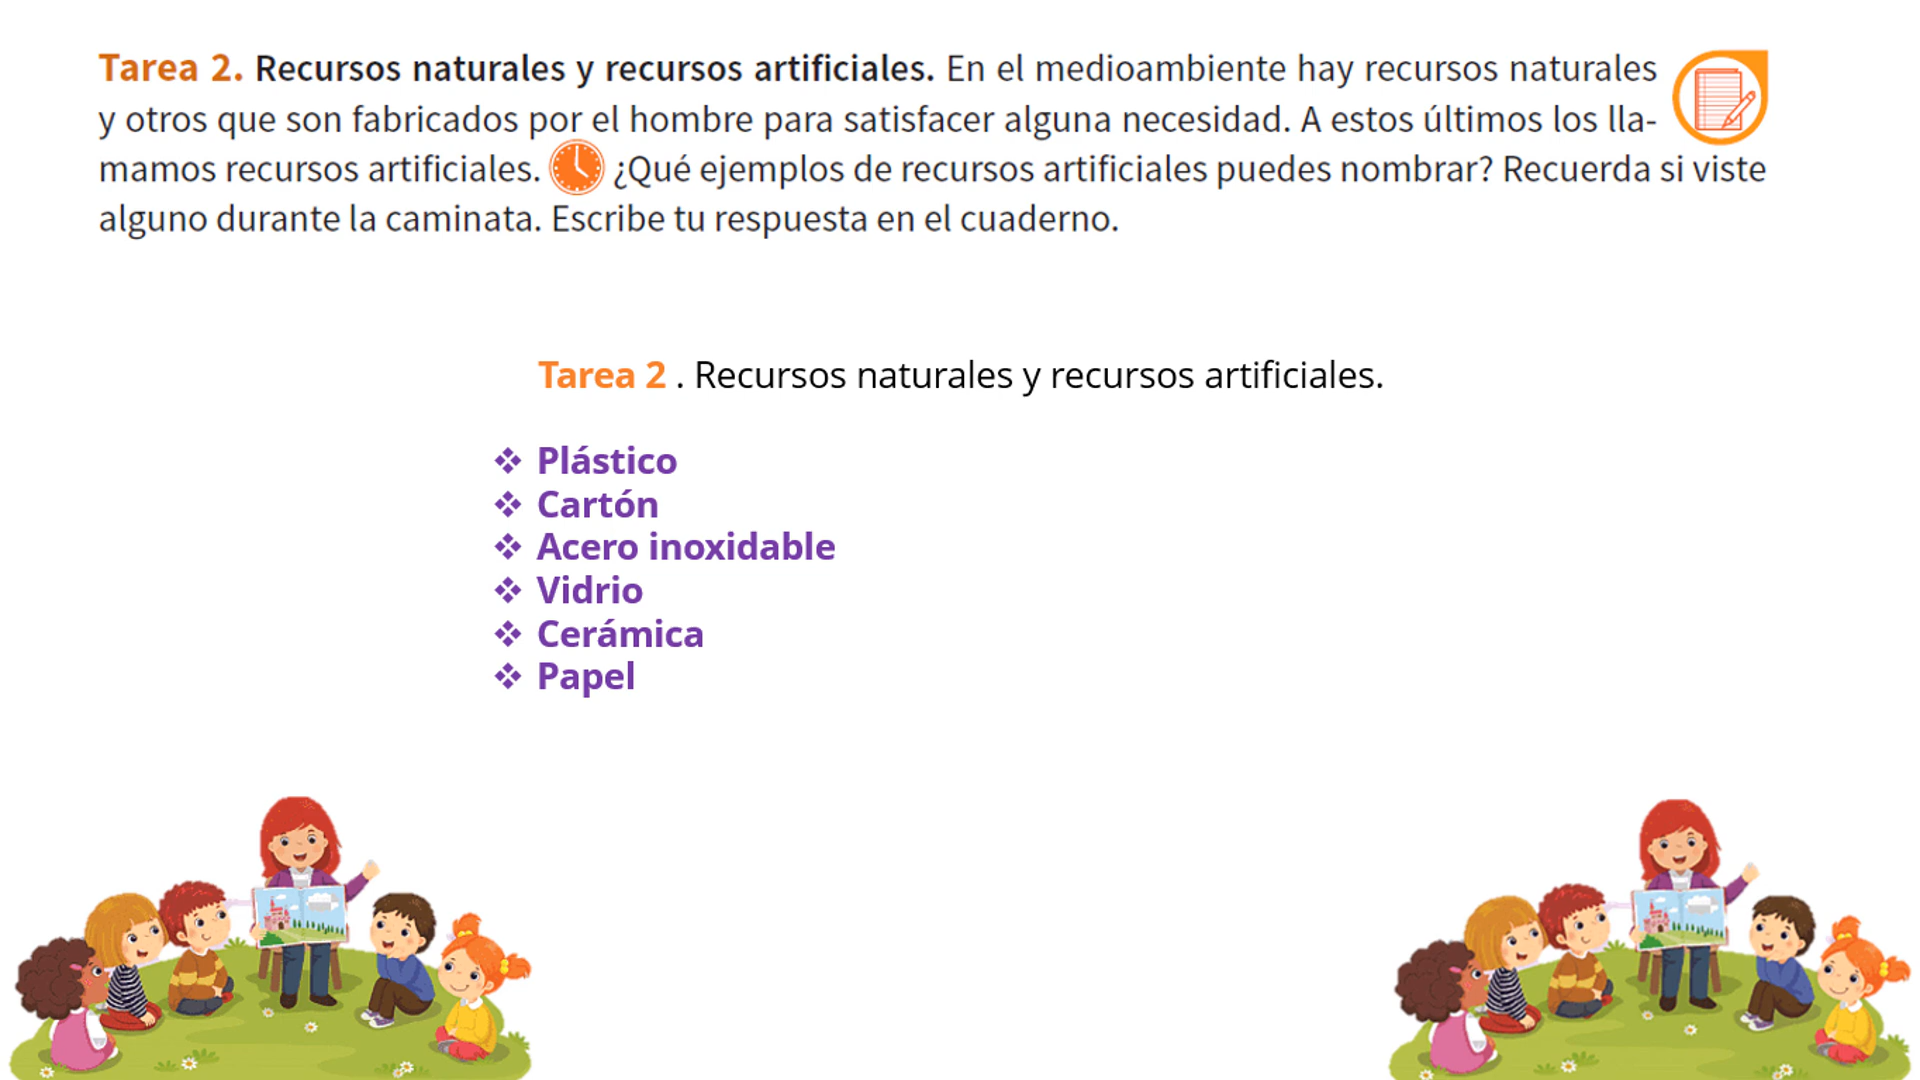 Tarea 2. Recursos naturales y recursos artificiales. En el medioambiente hay recursos naturales
y otros que son fabricados por el hombre para satisfacer alguna necesidad. A estos últimos los lla-
mamos recursos artificiales. ¿Qué ejemplos de recursos artificiales puedes nombrar? Recuerda si viste
alguno durante la caminata. Escribe tu respuesta en el cuaderno.
Tarea 2 . Recursos naturales y recursos artificiales.
❖ Plástico
❖ Cartón
❖ Acero inoxidable
❖ Vidrio
❖ Cerámica
❖ Papel